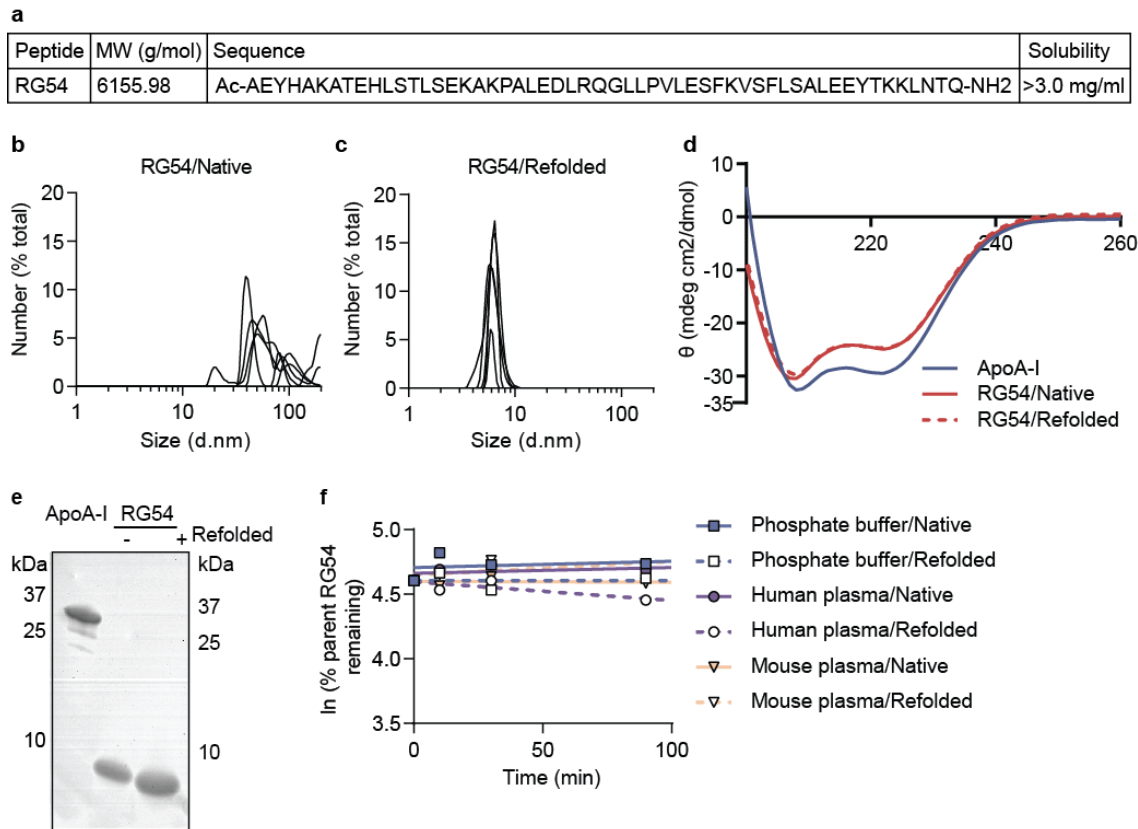 a
Peptide MW (g/mol) Sequence Solubility
RG54 6155.98 Ac-AEYHAKATEHLSTLSEKAKPALEDLRQGLLPVLESFKVSFLSALEEYTKKLNTQ-NH2 >3.0 mg/ml
b
RG54/Native
Number (% total)
20
15
10
5
0
1 10 100
Size (d.nm)
c
RG54/Refolded
Number (% total)
20
15
10
5
0
1 10 100
Size (d.nm)
d
θ (mdeg cm2/dmol)
10
0
-10
-20
-30
-35
220 240 260
ApoA-I
RG54/Native
RG54/Refolded
e
ApoA-I RG54
- + Refolded
kDa kDa
37 37
25 25
10 10
f
ln (% parent RG54
remaining)
5.0
4.5
4.0
3.5
0 50 100
Time (min)
Phosphate buffer/Native
Phosphate buffer/Refolded
Human plasma/Native
Human plasma/Refolded
Mouse plasma/Native
Mouse plasma/Refolded